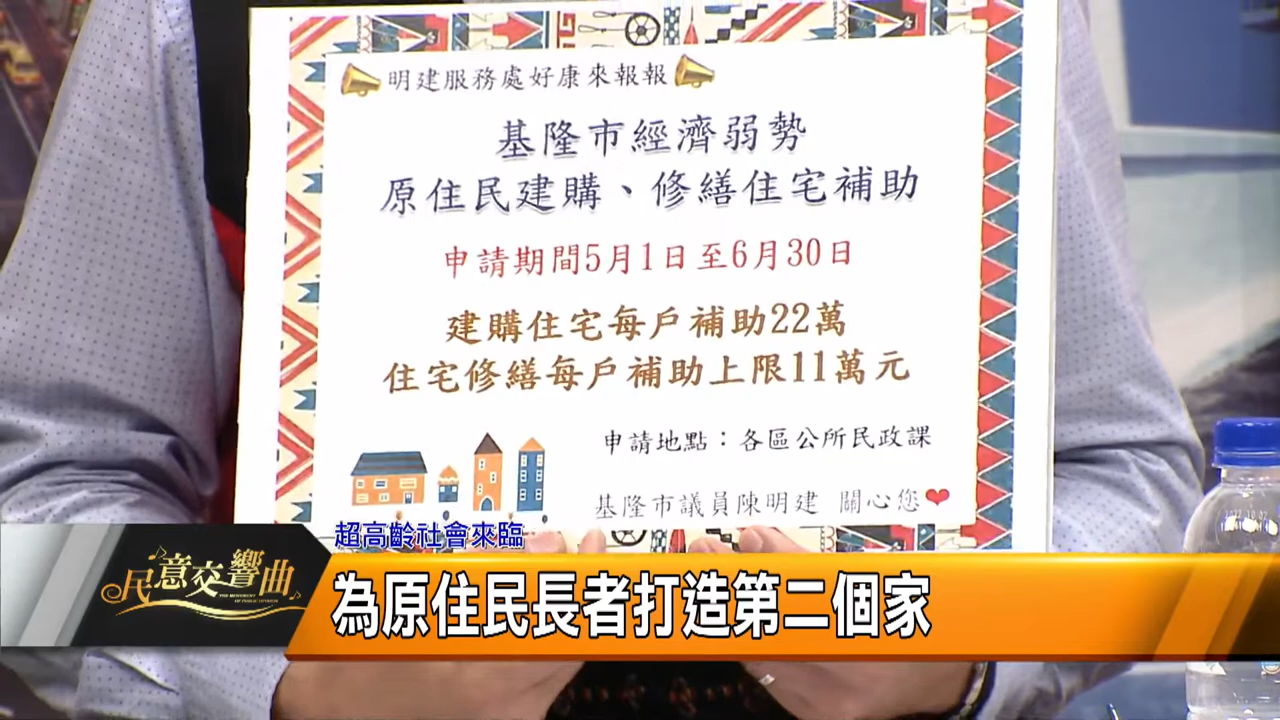 明建服務處好康來報報
基隆市經濟弱勢
原住民建購、修繕住宅補助
申請期間5月1日至6月30日
建購住宅每戶補助22萬
住宅修繕每戶補助上限11萬元
申請地點：各區公所民政課
基隆市議員陳明建 關心您
超高齡社會來臨
民意交響曲
為原住民長者打造第二個家